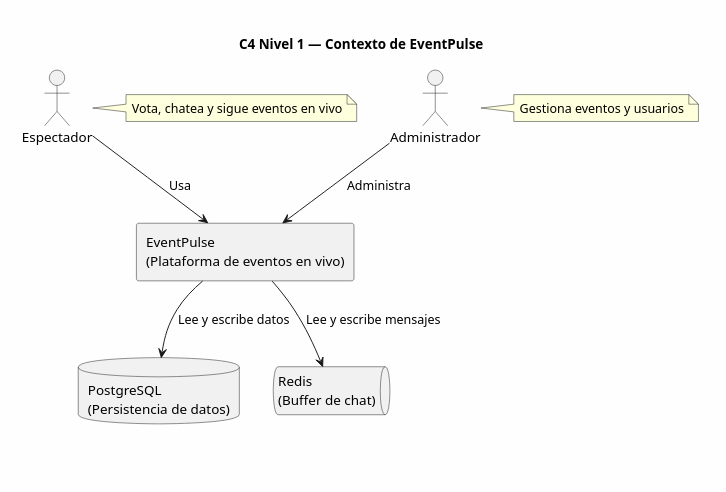 C4 Nivel 1 — Contexto de EventPulse
Espectador
Vota, chatea y sigue eventos en vivo
Administrador
Gestiona eventos y usuarios
Usa
Administra
EventPulse
(Plataforma de eventos en vivo)
Lee y escribe datos
Lee y escribe mensajes
PostgreSQL
(Persistencia de datos)
Redis
(Buffer de chat)